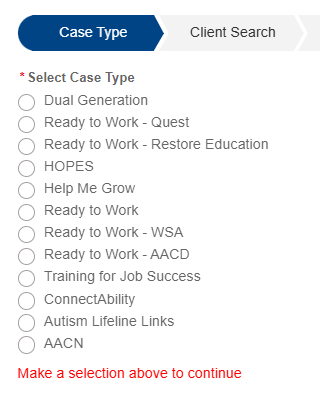 Case Type
Client Search
* Select Case Type
Dual Generation
Ready to Work - Quest
Ready to Work - Restore Education
HOPES
Help Me Grow
Ready to Work
Ready to Work - WSA
Ready to Work - AACD
Training for Job Success
ConnectAbility
Autism Lifeline Links
AACN
Make a selection above to continue